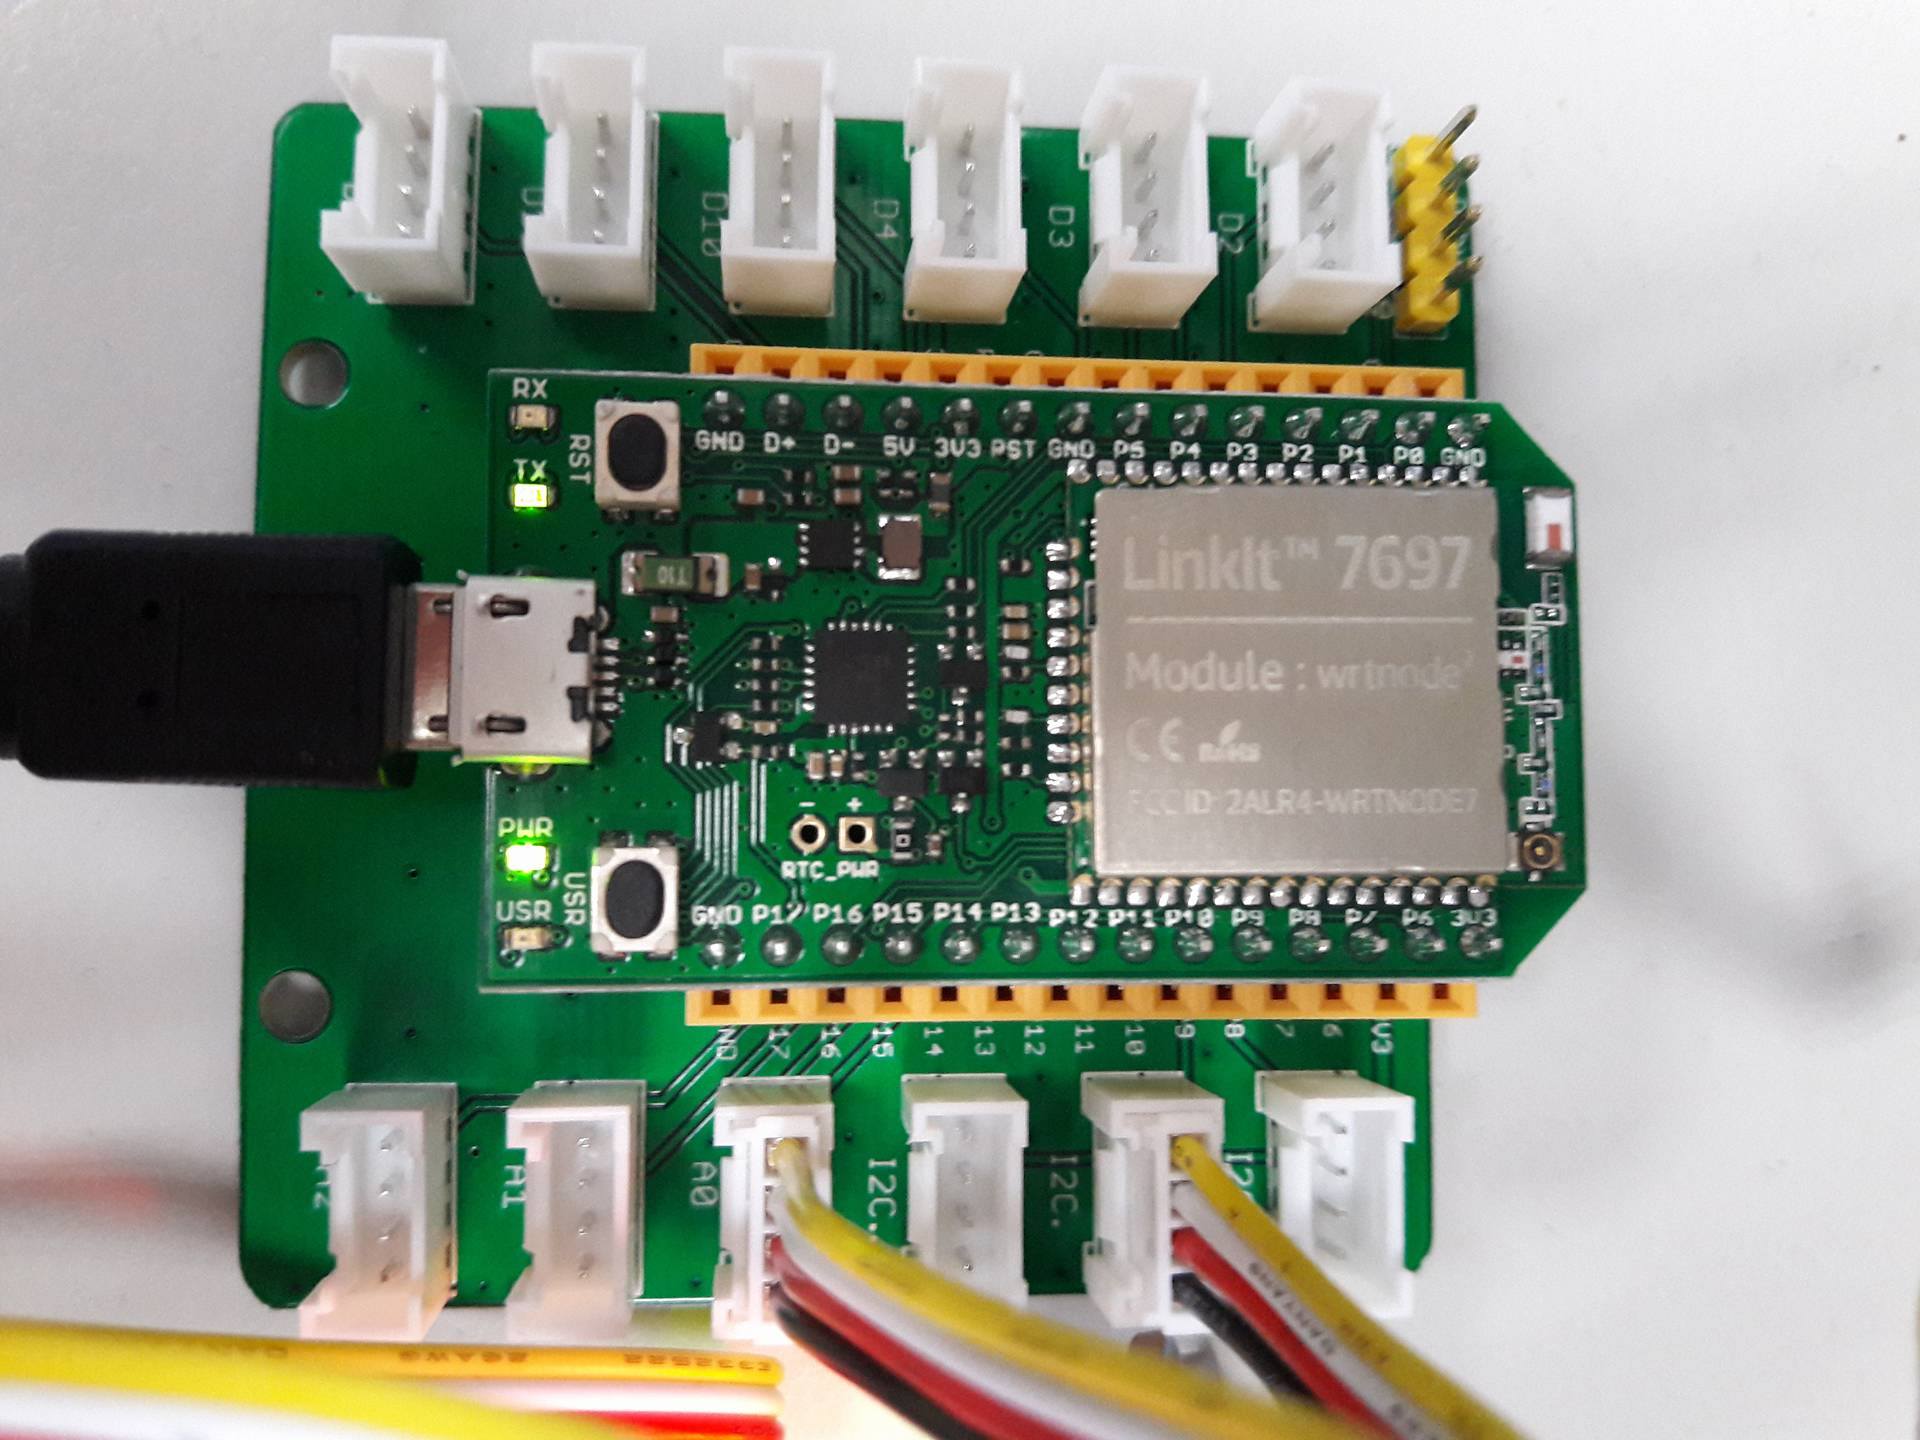 D10
D4
D3
D2
RX
TX
RST
GND D+ D- 5V 3V3 RST GND P5 P4 P3 P2 P1 P0 GND
T10
LinkIt™ 7697
Module : wrtnode⁷
CE RoHS
FCC ID 2ALR4-WRTNODE7
- +
RTC_PWR
PWR
USR
USR
GND P17 P16 P15 P14 P13 P12 P11 P10 P9 P8 P7 P6 3V3
17 16 15 14 13 12 11 10 9 8 7 6 V3
A1
A0
I2C
I2C